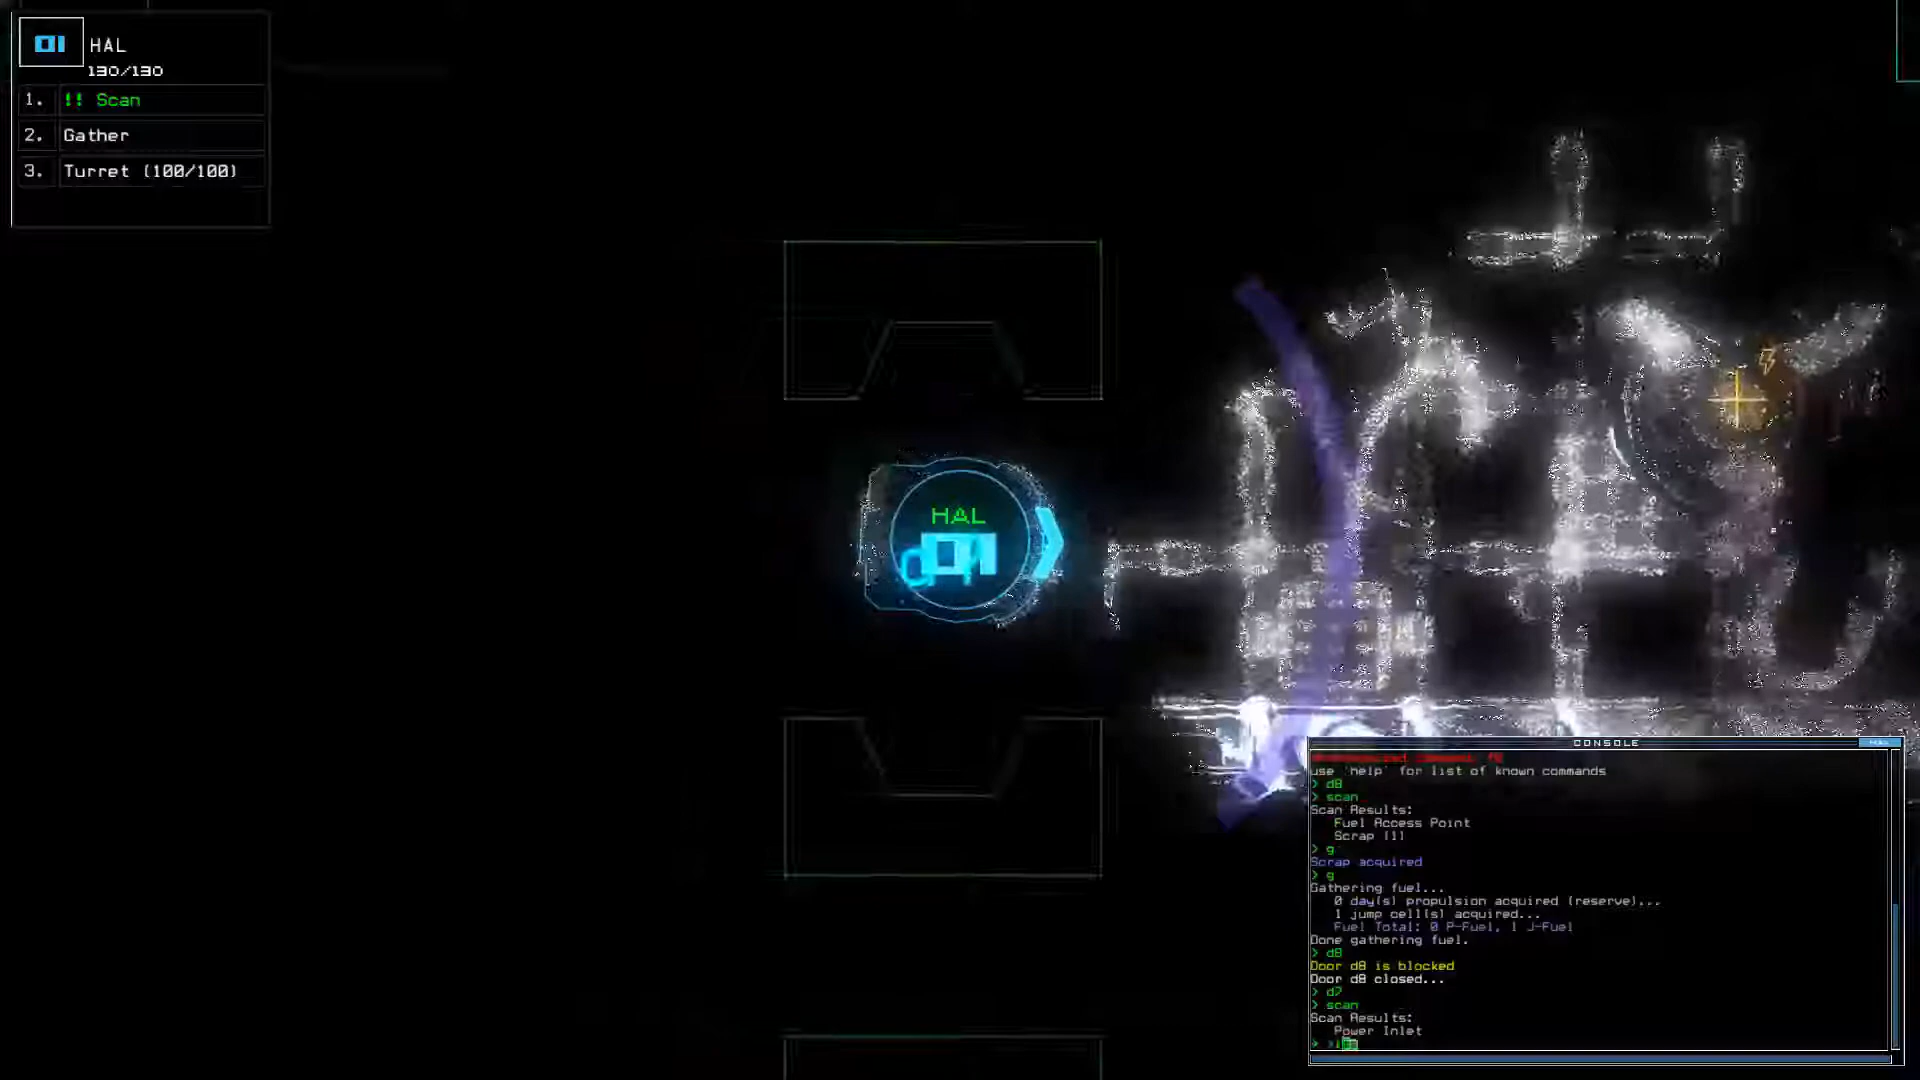 01 HAL
130/130
1. !! Scan
2. Gather
3. Turret (100/100)
HAL
01
CONSOLE
use 'help' for list of known commands
> d8
> scan
Scan Results:
Fuel Access Point
Scrap (1)
> g
Scrap acquired
> g
Gathering fuel...
0 day(s) propulsion acquired (reserve)...
1 jump cell(s) acquired...
Fuel Total: 0 P-Fuel, 1 J-Fuel
Done gathering fuel.
> d8
Door d8 is blocked
Door d8 closed...
> d7
> scan
Scan Results:
Power Inlet